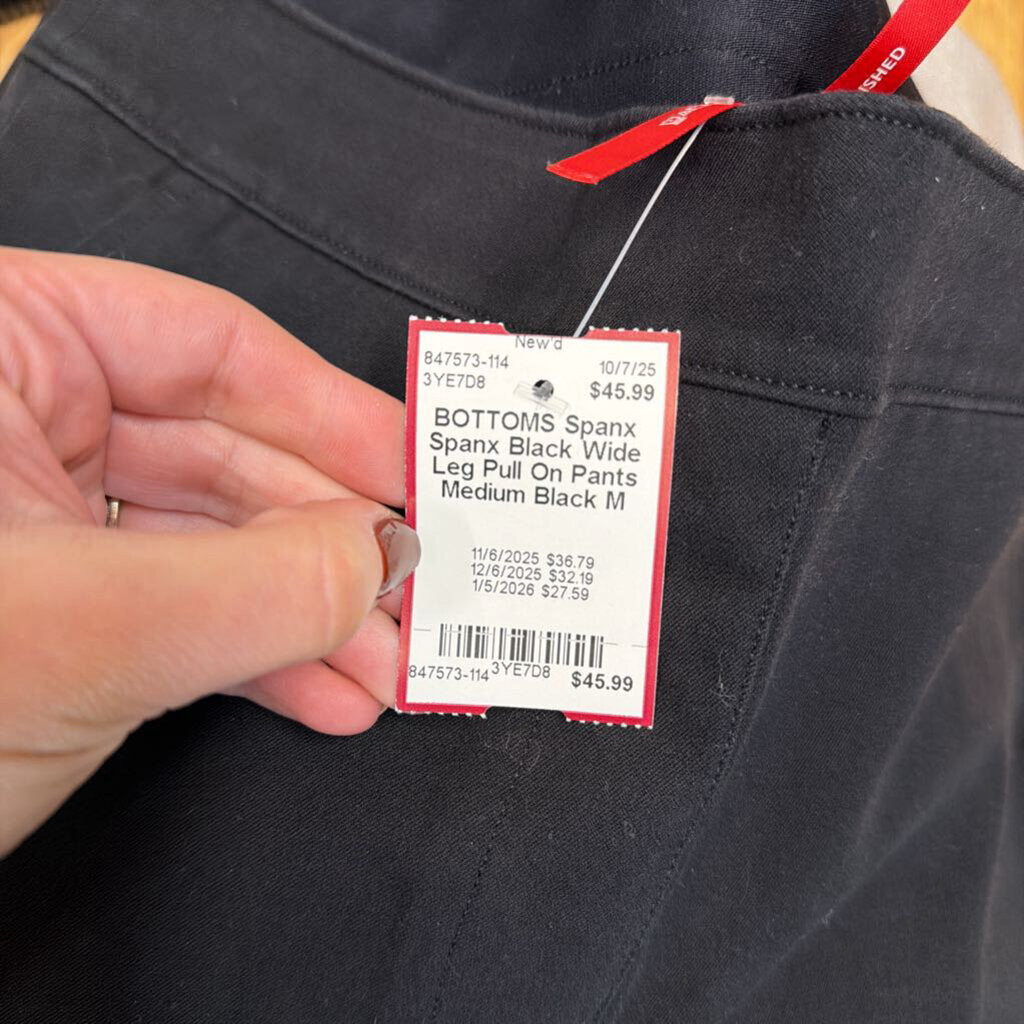 SHED
New'd
847573-114 10/7/25
3YE7D8 $45.99
BOTTOMS Spanx
Spanx Black Wide
Leg Pull On Pants
Medium Black M
11/6/2025 $36.79
12/6/2025 $32.19
1/5/2026 $27.59
847573-114 3YE7D8 $45.99